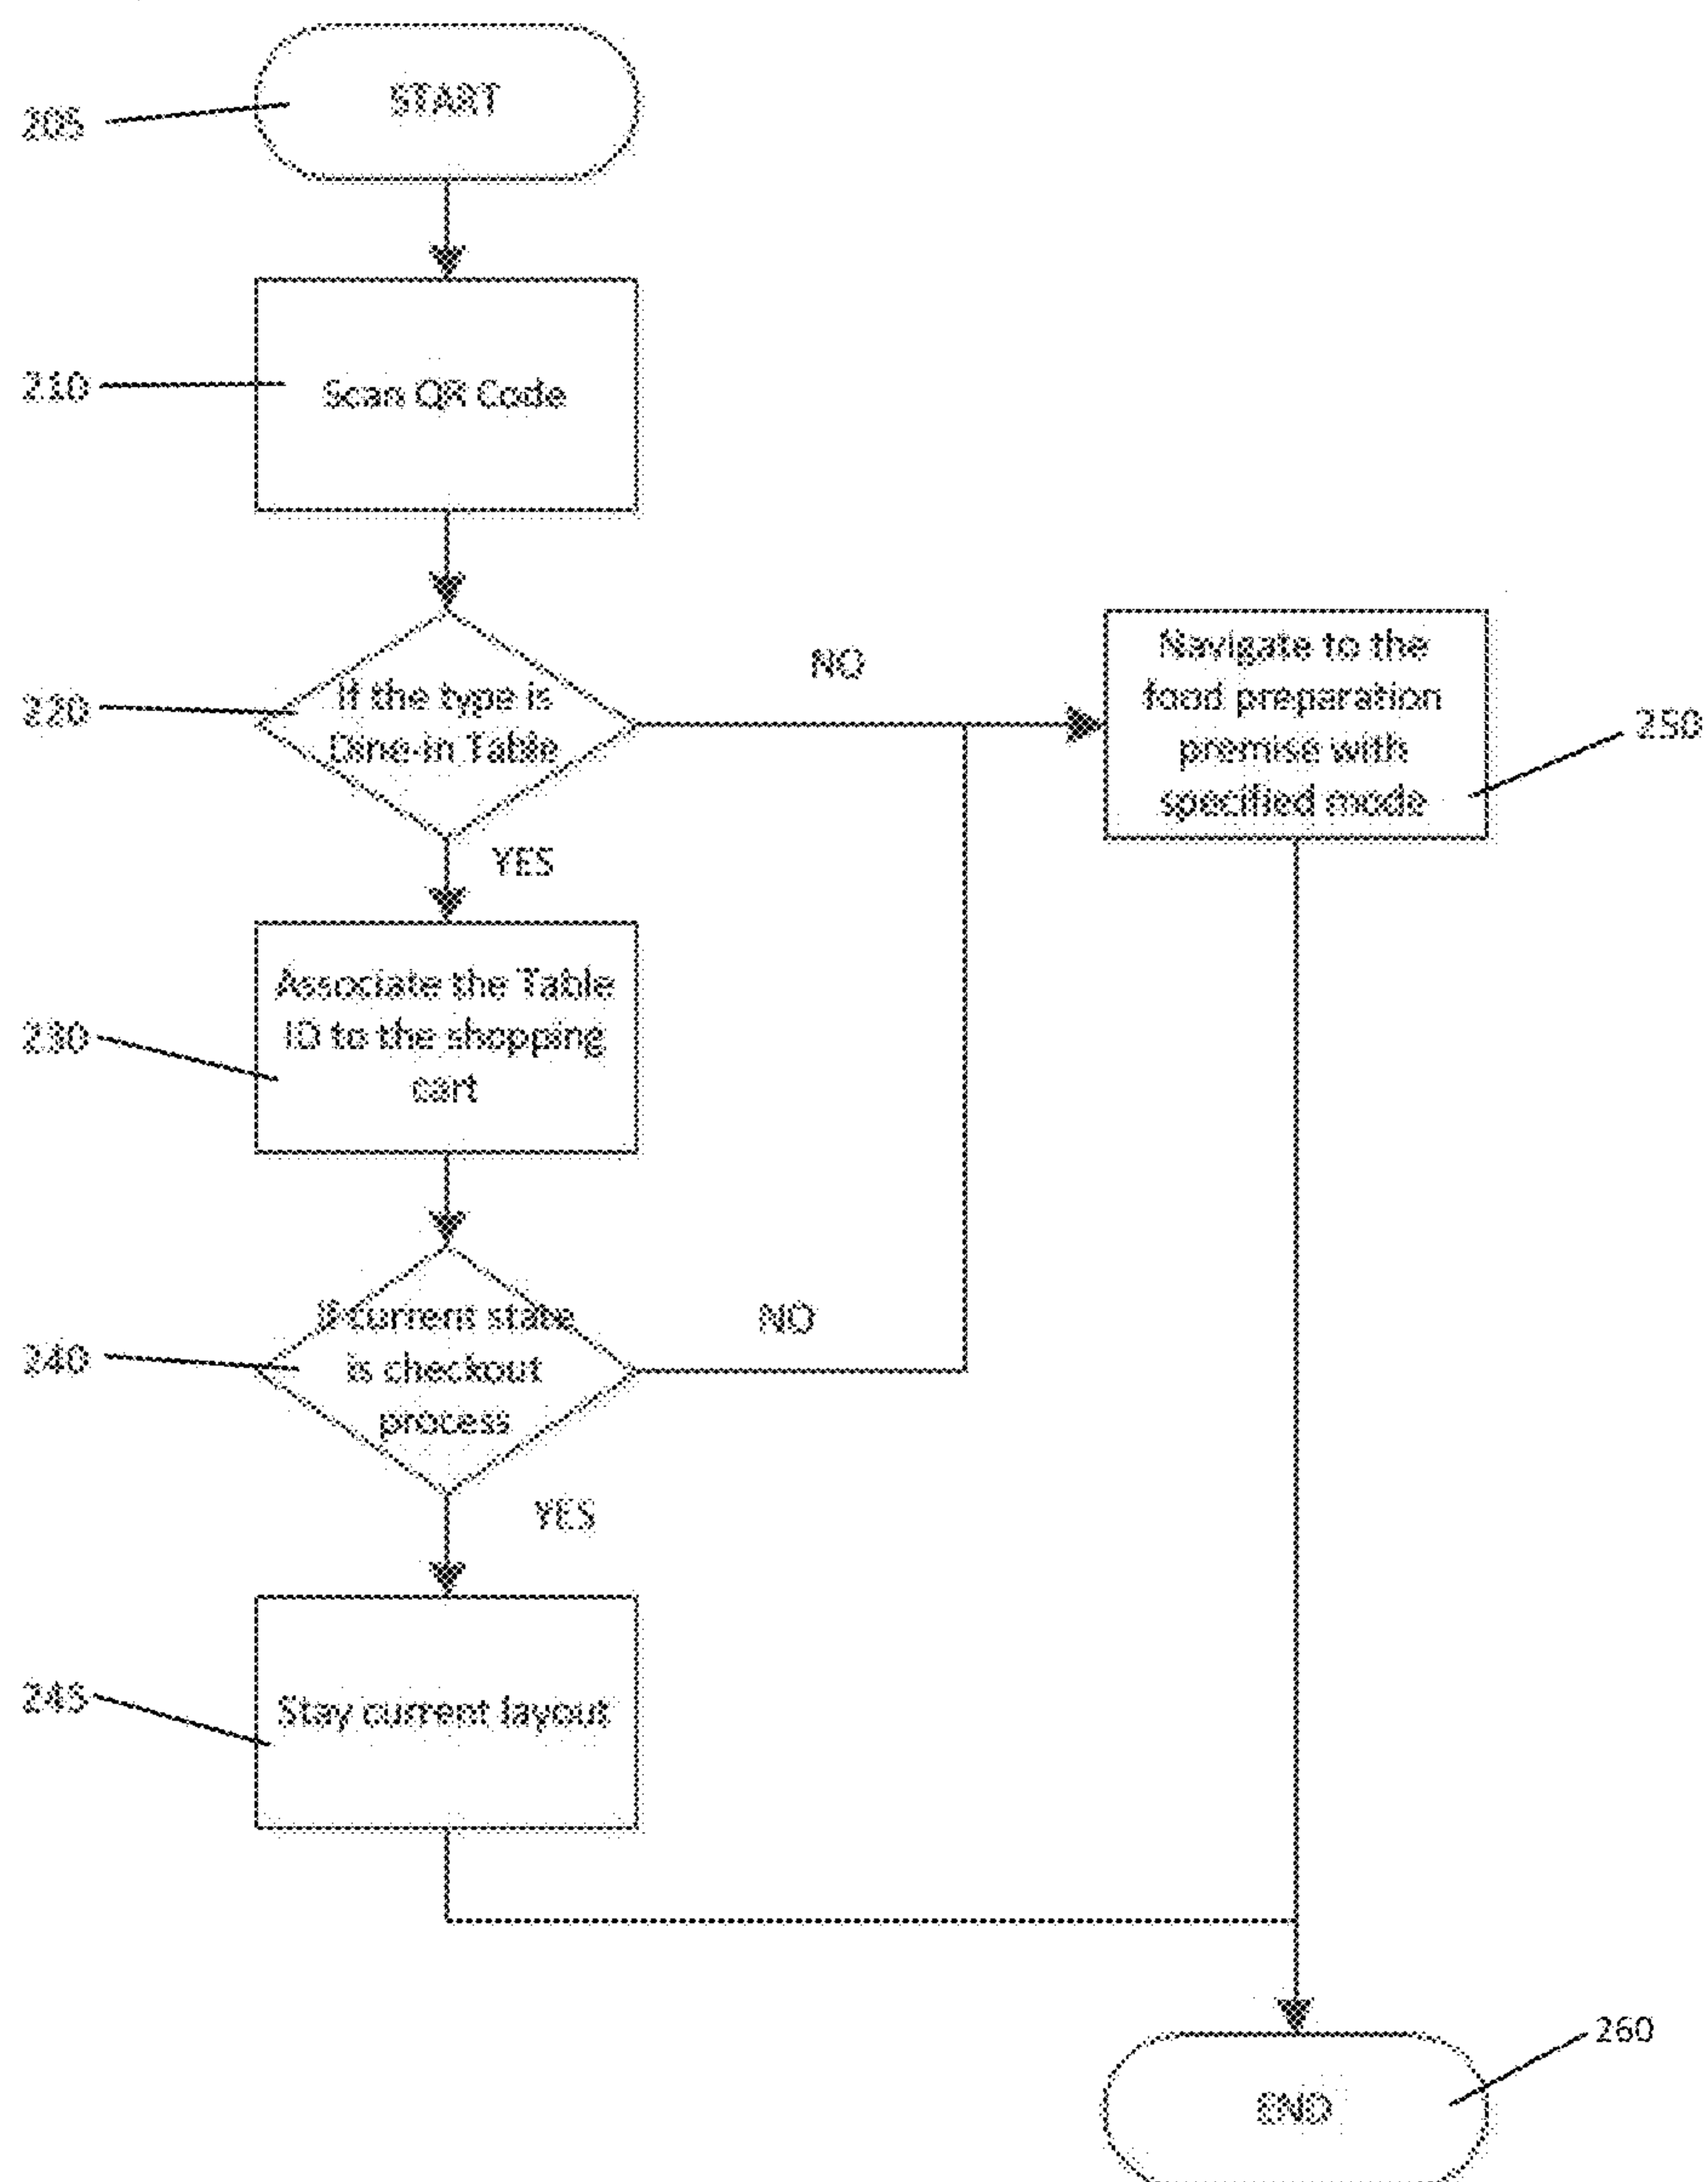 START
205
210
Scan QR Code
220
If the type is
Dine-in Table
NO
Navigate to the
food preparation
premise with
specified mode
250
YES
230
Associate the Table
ID to the shopping
cart
240
If current state
is checkout
process
NO
YES
245
Stay current layout
260
END